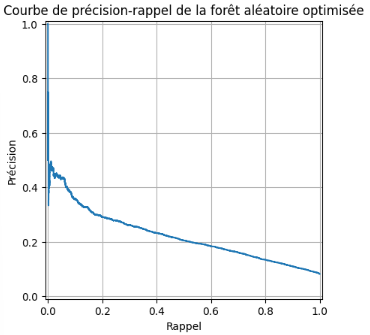 Courbe de précision-rappel de la forêt aléatoire optimisée
1.0
0.8
0.6
0.4
0.2
0.0
Précision
0.0 0.2 0.4 0.6 0.8 1.0
Rappel